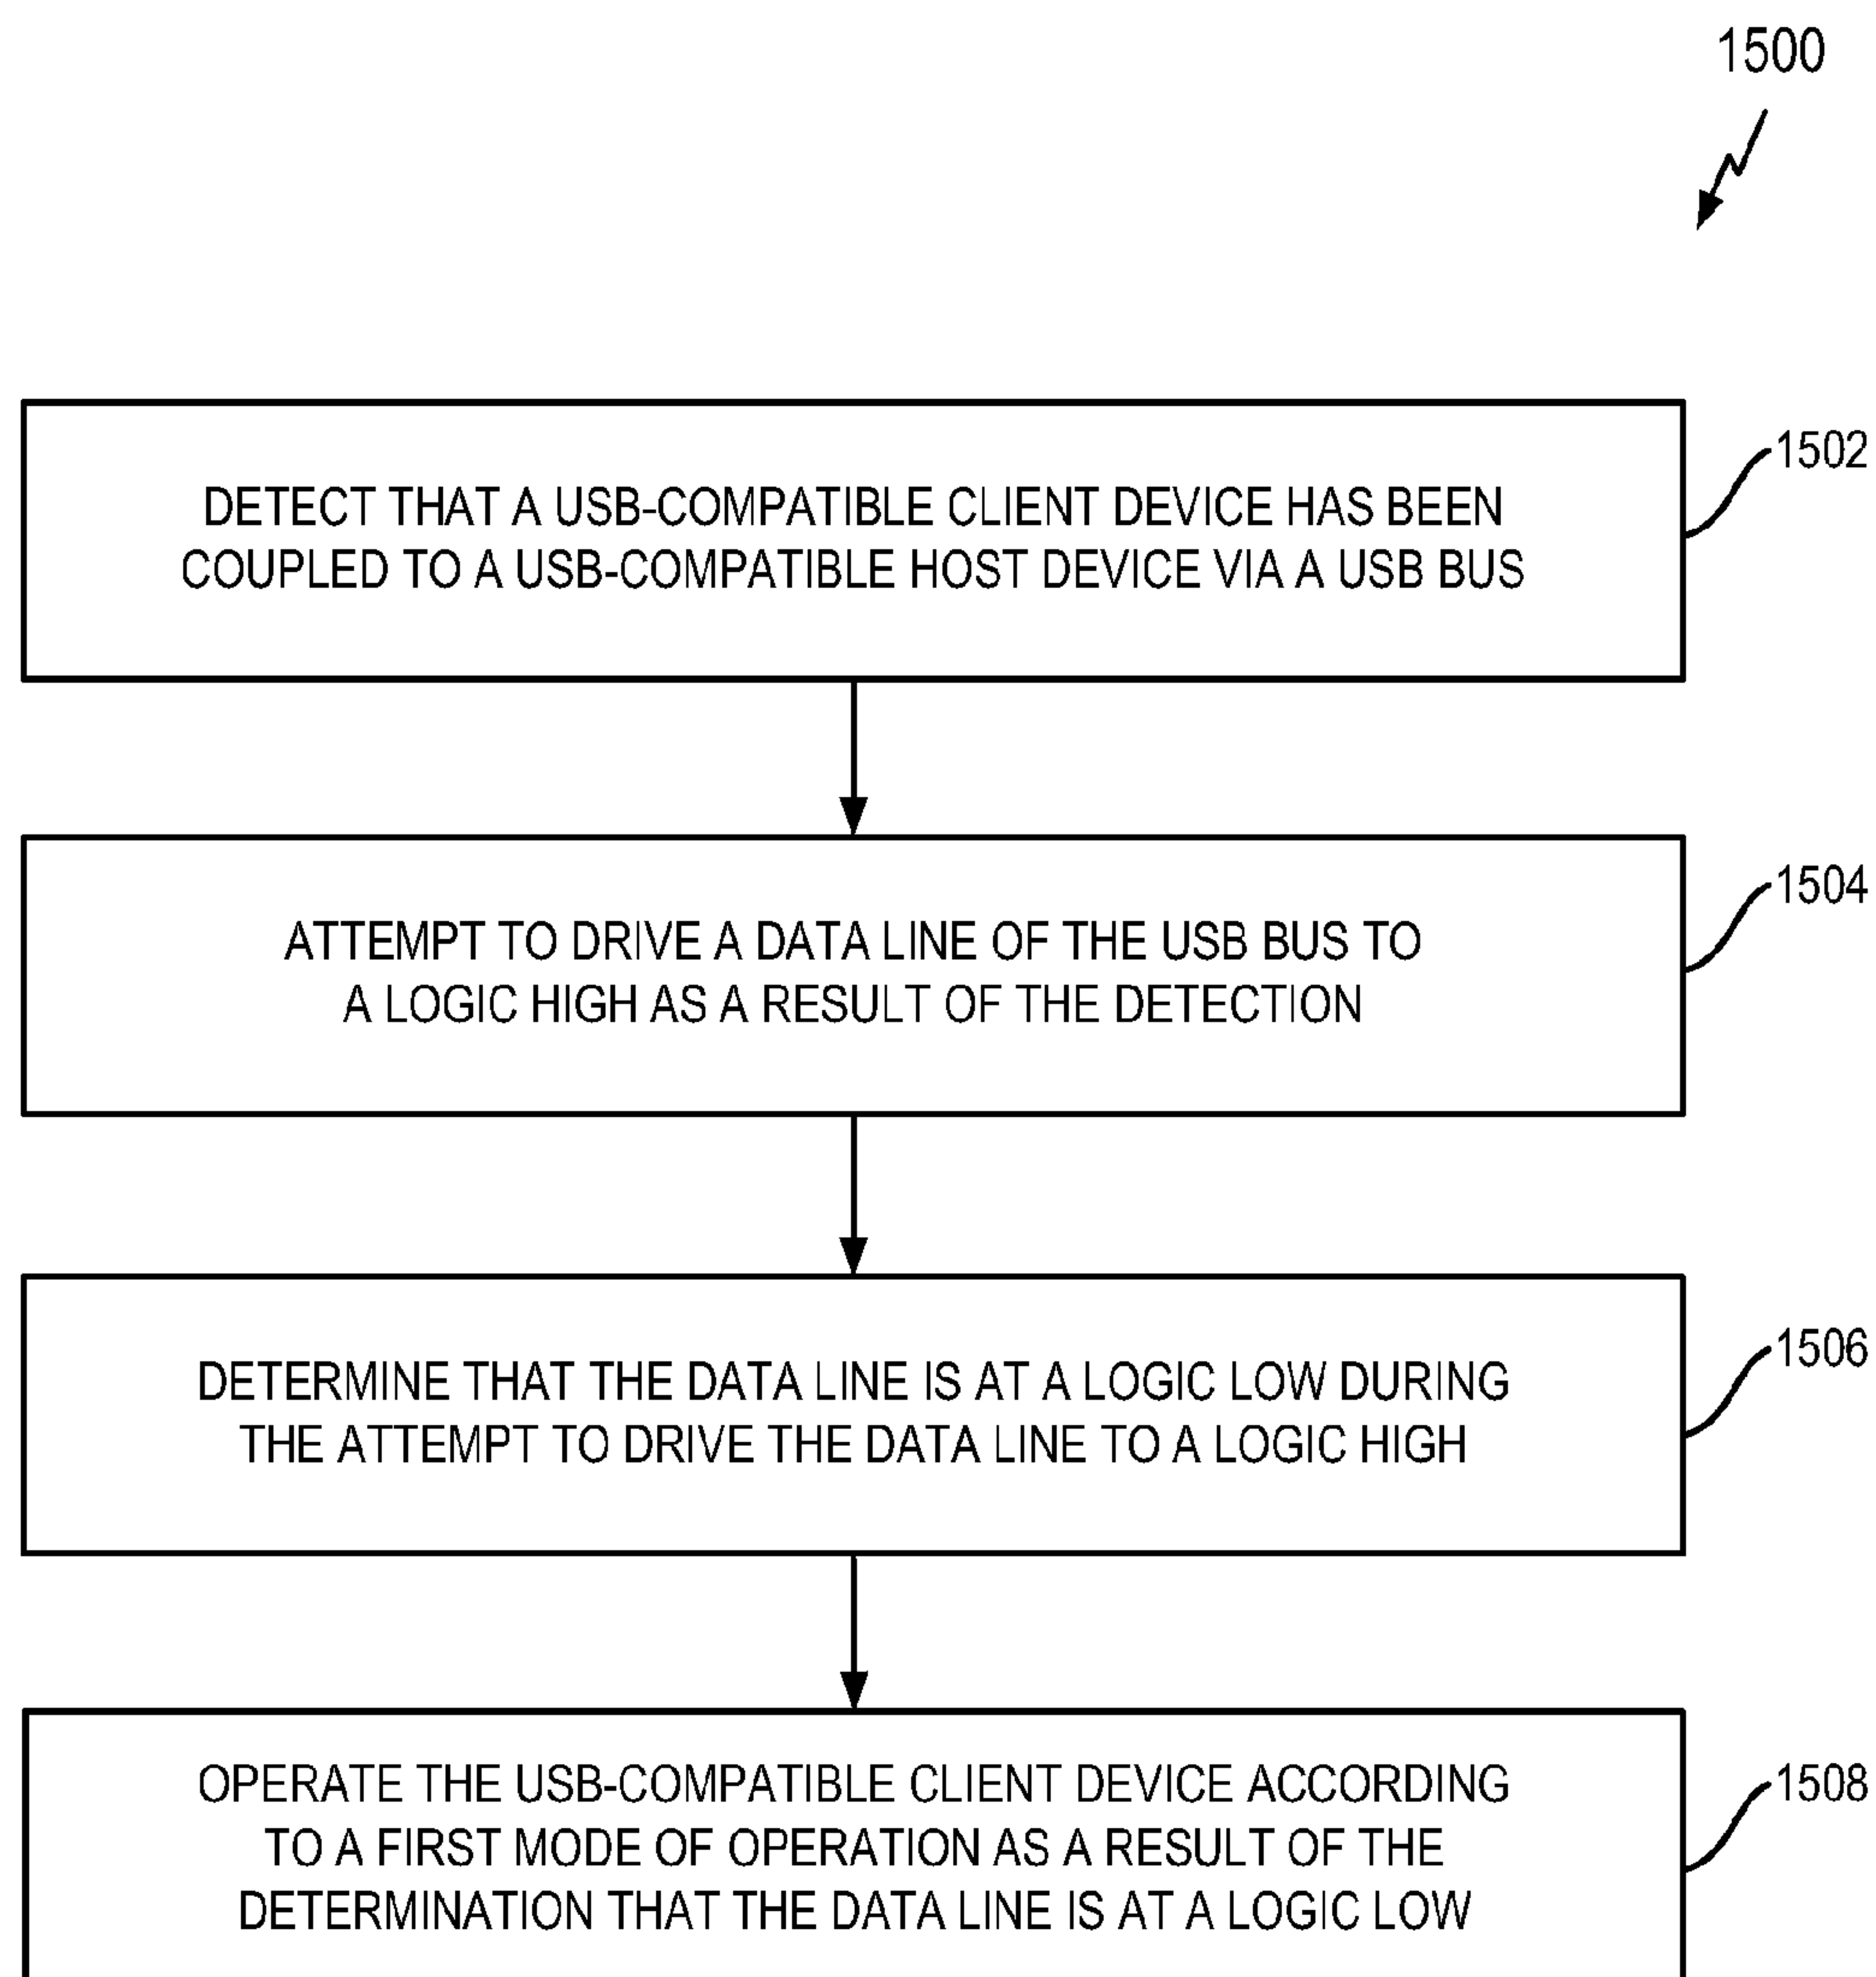 1500
DETECT THAT A USB-COMPATIBLE CLIENT DEVICE HAS BEEN
COUPLED TO A USB-COMPATIBLE HOST DEVICE VIA A USB BUS
1502
ATTEMPT TO DRIVE A DATA LINE OF THE USB BUS TO
A LOGIC HIGH AS A RESULT OF THE DETECTION
1504
DETERMINE THAT THE DATA LINE IS AT A LOGIC LOW DURING
THE ATTEMPT TO DRIVE THE DATA LINE TO A LOGIC HIGH
1506
OPERATE THE USB-COMPATIBLE CLIENT DEVICE ACCORDING
TO A FIRST MODE OF OPERATION AS A RESULT OF THE
DETERMINATION THAT THE DATA LINE IS AT A LOGIC LOW
1508